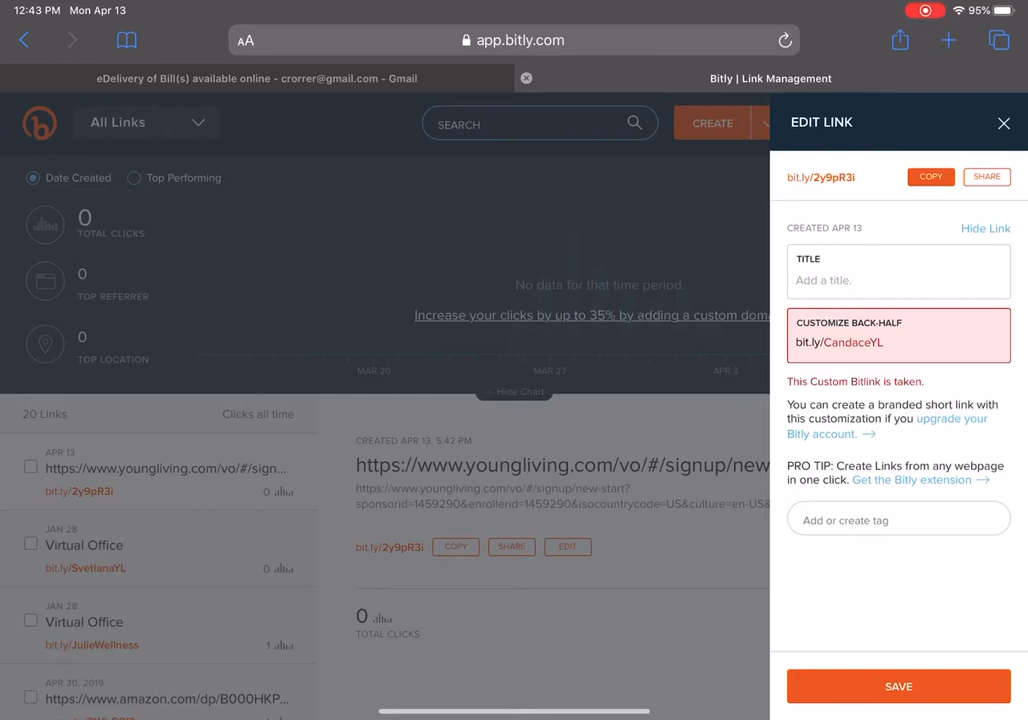 12:43 PM Mon Apr 13
95%
AA
app.bitly.com
eDelivery of Bill(s) available online - crorrer@gmail.com - Gmail
Bitly | Link Management
b
All Links
SEARCH
CREATE
EDIT LINK
Date Created
Top Performing
bit.ly/2y9pR3i
COPY
SHARE
0
TOTAL CLICKS
0
TOP REFERRER
0
TOP LOCATION
No data for that time period.
Increase your clicks by up to 35% by adding a custom doma
MAR 20
MAR 27
APR 3
Hide Chart
CREATED APR 13
Hide Link
TITLE
Add a title.
CUSTOMIZE BACK-HALF
bit.ly/CandaceYL
This Custom Bitlink is taken.
You can create a branded short link with
this customization if you upgrade your
Bitly account. →
PRO TIP: Create Links from any webpage
in one click. Get the Bitly extension →
Add or create tag
SAVE
20 Links
Clicks all time
APR 13
https://www.youngliving.com/vo/#/sign...
bit.ly/2y9pR3i
0
JAN 28
Virtual Office
bit.ly/SvetlanaYL
0
JAN 28
Virtual Office
bit.ly/JulieWellness
1
APR 30, 2019
https://www.amazon.com/dp/B000HKP...
CREATED APR 13, 5:42 PM
https://www.youngliving.com/vo/#/signup/new
https://www.youngliving.com/vo/#/signup/new-start?
sponsorid=1459290&enrollerid=1459290&isocountrycode=US&culture=en-US&
bit.ly/2y9pR3i
COPY
SHARE
EDIT
0
TOTAL CLICKS